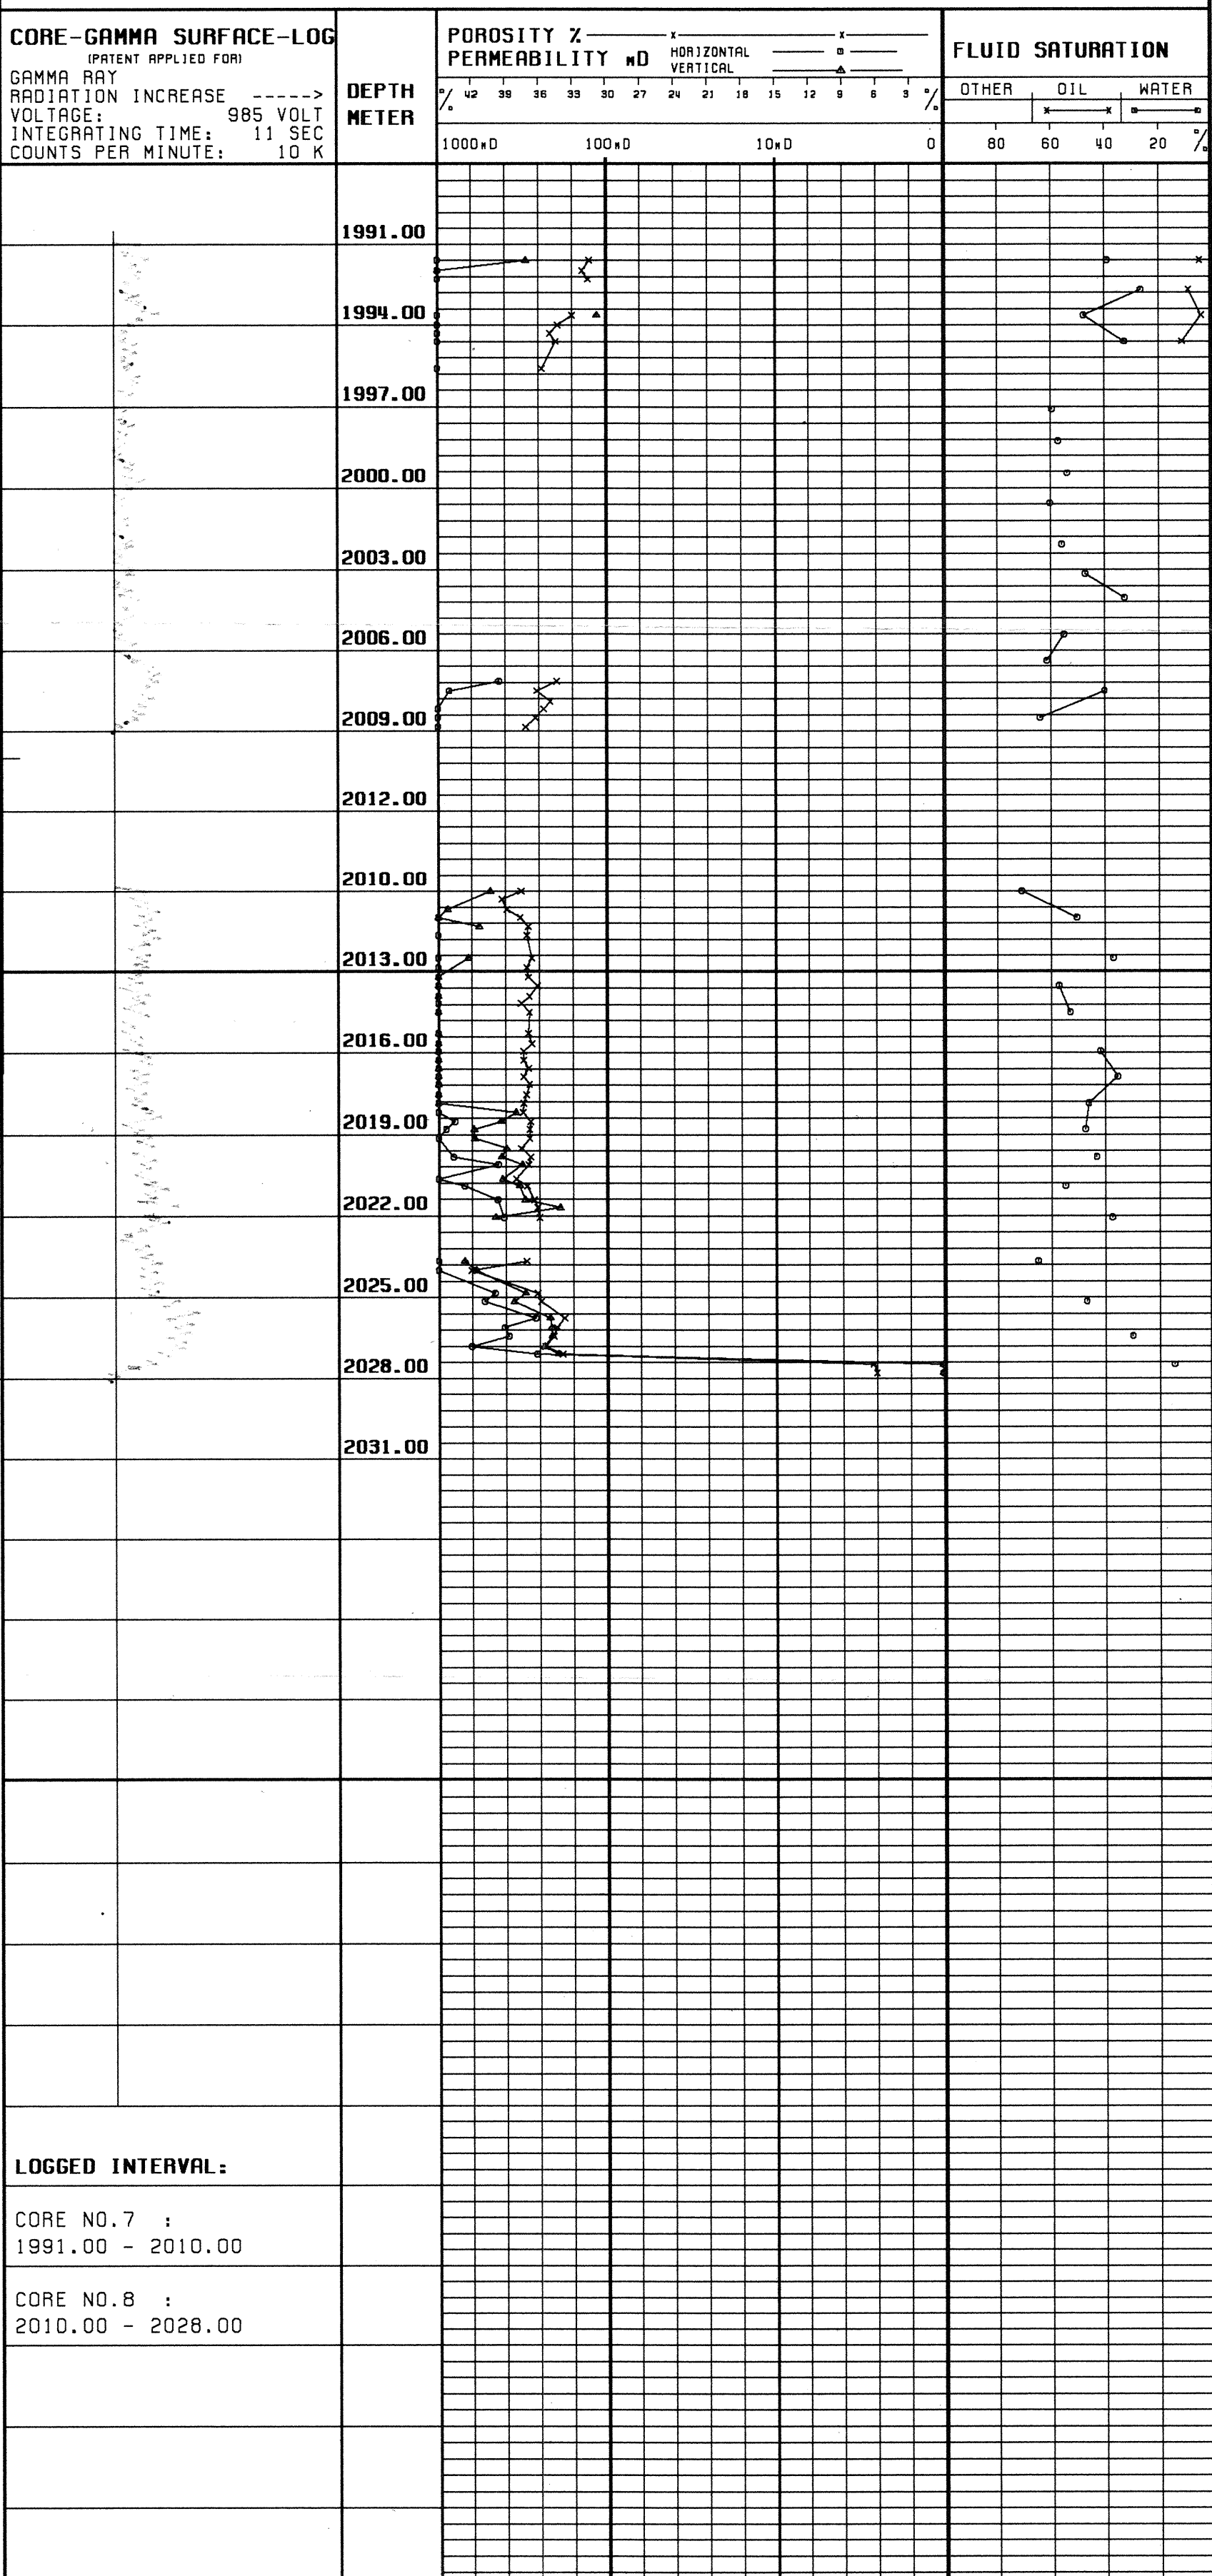 CORE-GAMMA SURFACE-LOG
(PATENT APPLIED FOR)
GAMMA RAY
RADIATION INCREASE ----->
VOLTAGE: 985 VOLT
INTEGRATING TIME: 11 SEC
COUNTS PER MINUTE: 10 K
DEPTH
METER
POROSITY %
PERMEABILITY mD HORIZONTAL
VERTICAL
% 42 39 36 33 30 27 24 21 18 15 12 9 6 3 %
1000mD 100mD 10mD 0
FLUID SATURATION
OTHER OIL WATER
80 60 40 20 %
1991.00
1994.00
1997.00
2000.00
2003.00
2006.00
2009.00
2012.00
2010.00
2013.00
2016.00
2019.00
2022.00
2025.00
2028.00
2031.00
LOGGED INTERVAL:
CORE NO.7 :
1991.00 - 2010.00
CORE NO.8 :
2010.00 - 2028.00